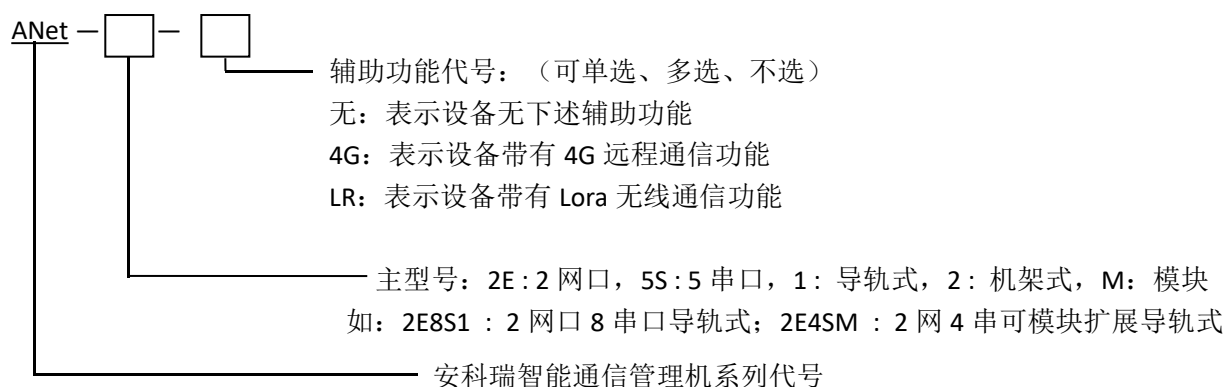 ANet — □ — □
辅助功能代号：（可单选、多选、不选）
无：表示设备无下述辅助功能
4G：表示设备带有 4G 远程通信功能
LR：表示设备带有 Lora 无线通信功能
主型号：2E : 2 网口，5S : 5 串口，1 : 导轨式，2 : 机架式，M：模块
如：2E8S1 : 2 网口 8 串口导轨式；2E4SM : 2 网 4 串可模块扩展导轨式
安科瑞智能通信管理机系列代号